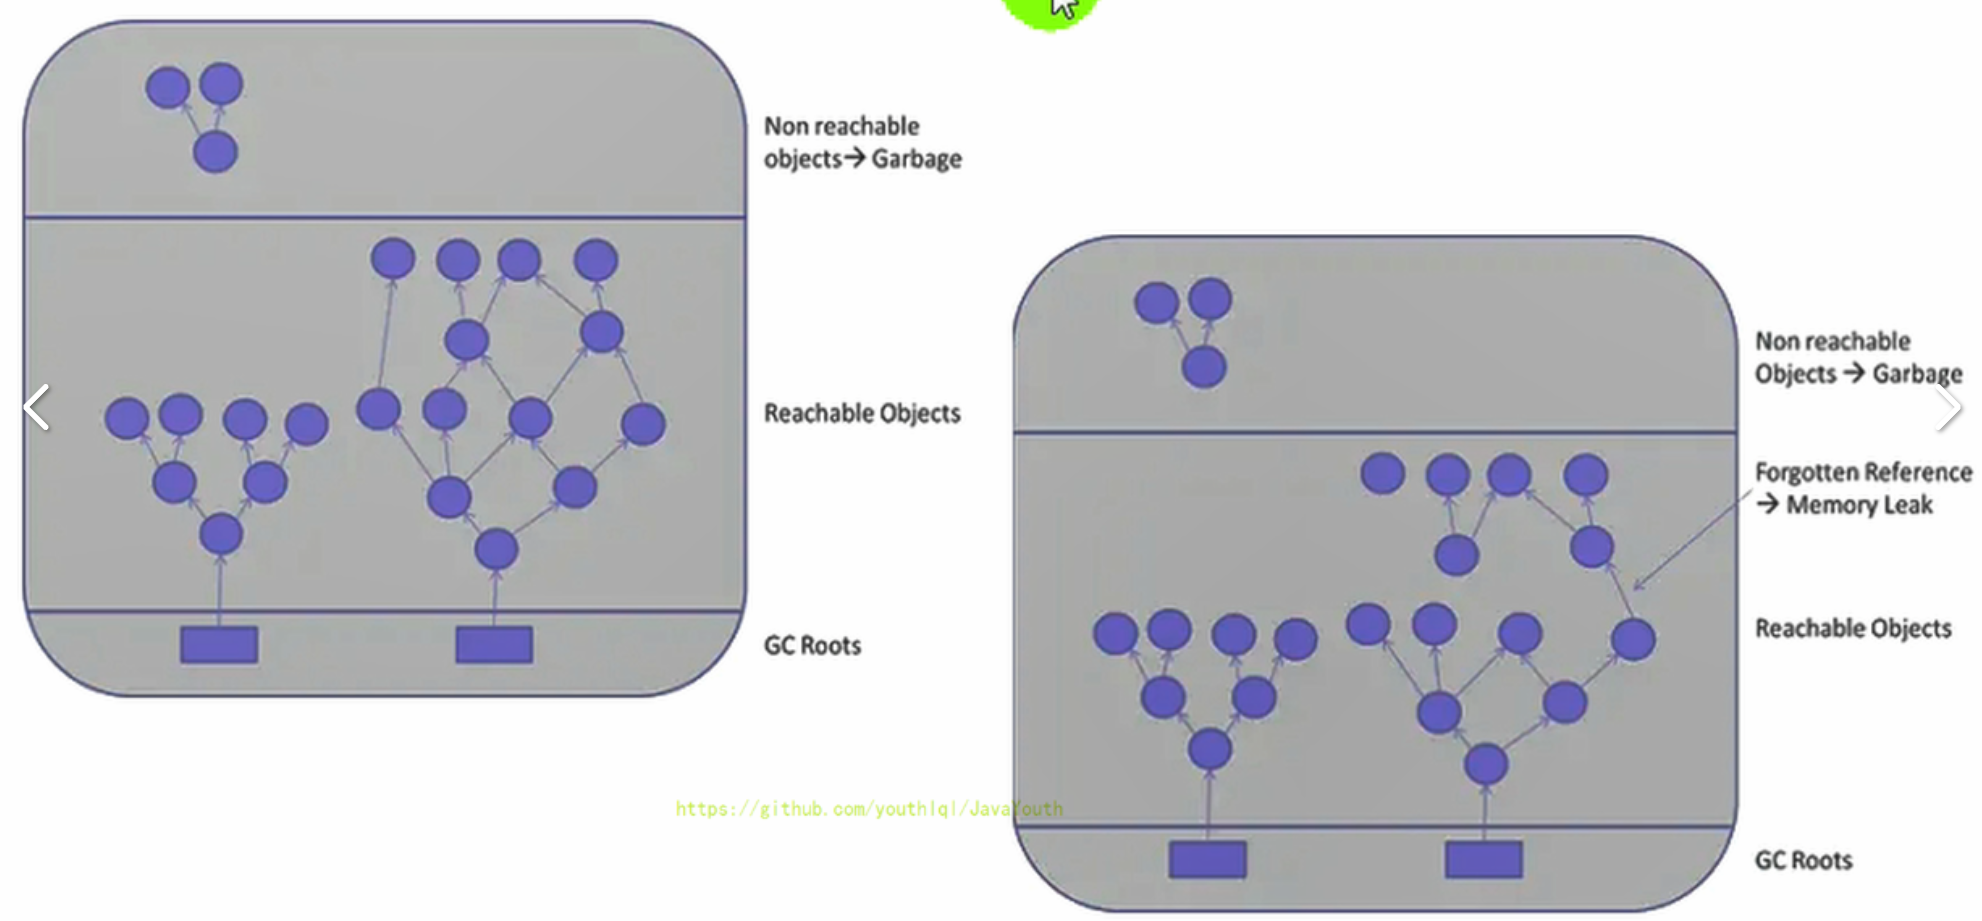 Non reachable
objects→ Garbage
Reachable Objects
GC Roots
Non reachable
Objects → Garbage
Forgotten Reference
→ Memory Leak
Reachable Objects
GC Roots
https://github.com/youthlql/JavaYouth